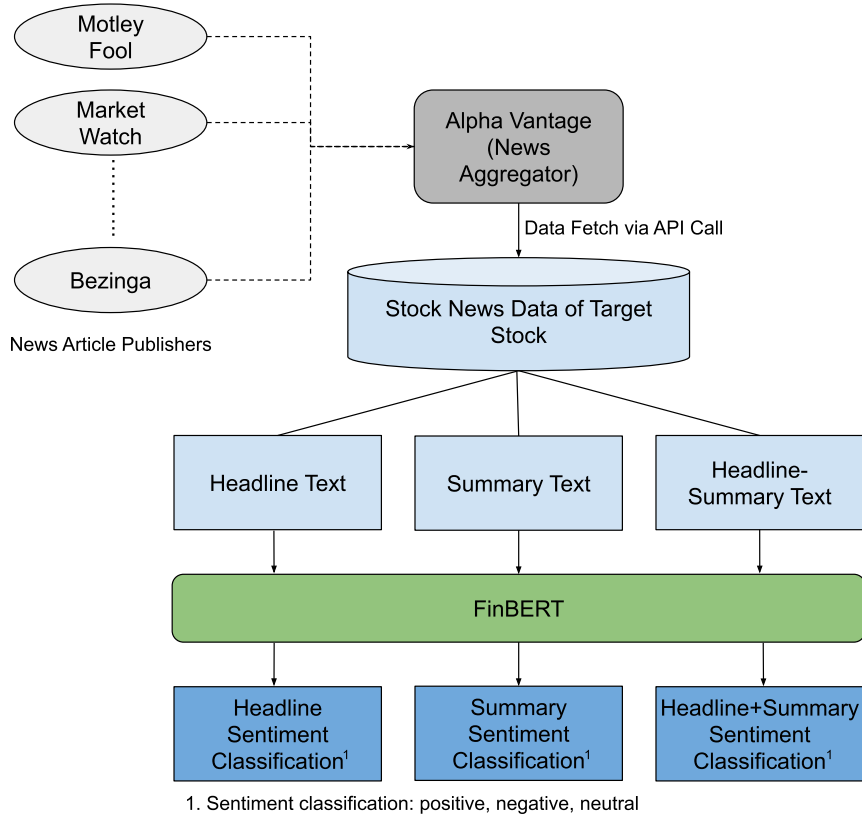 Motley
Fool
Market
Watch
Bezinga
News Article Publishers
Alpha Vantage
(News
Aggregator)
Data Fetch via API Call
Stock News Data of Target
Stock
Headline Text
Summary Text
Headline-
Summary Text
FinBERT
Headline
Sentiment
Classification¹
Summary
Sentiment
Classification¹
Headline+Summary
Sentiment
Classification¹
1. Sentiment classification: positive, negative, neutral